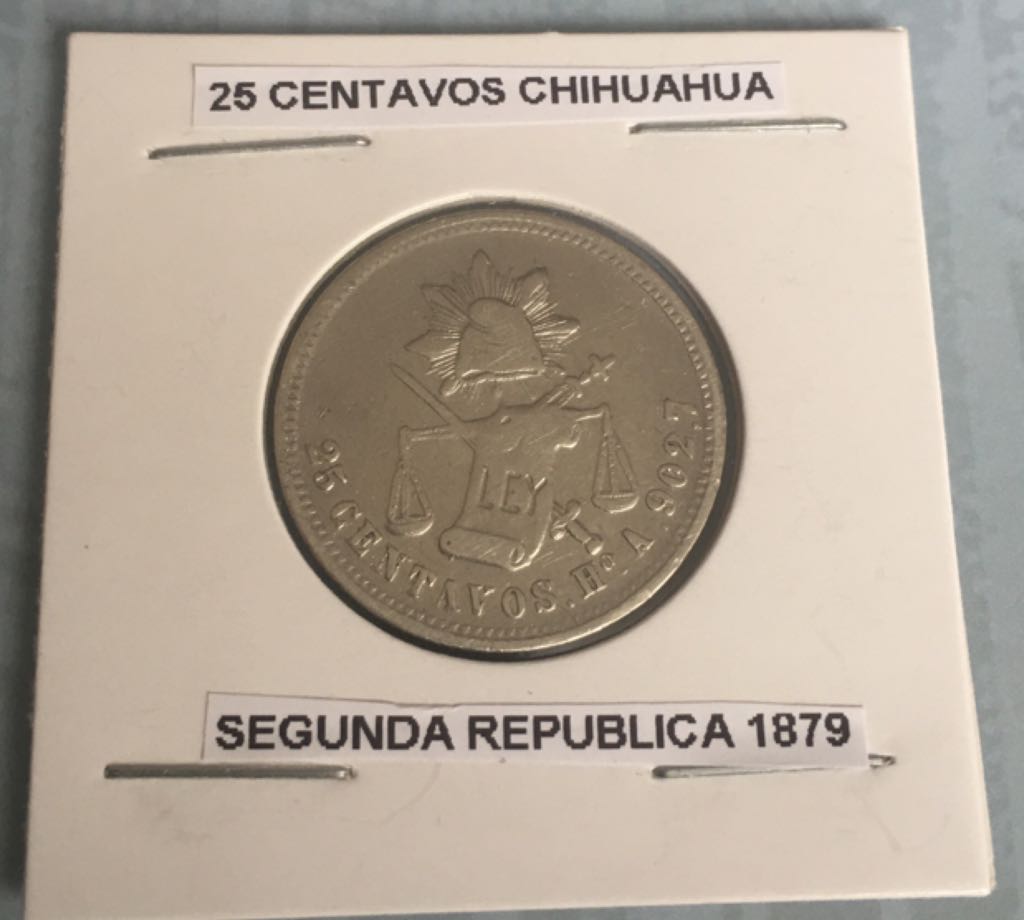 25 CENTAVOS CHIHUAHUA
LEY
25 CENTAVOS. Hº A. 902,7
SEGUNDA REPUBLICA 1879